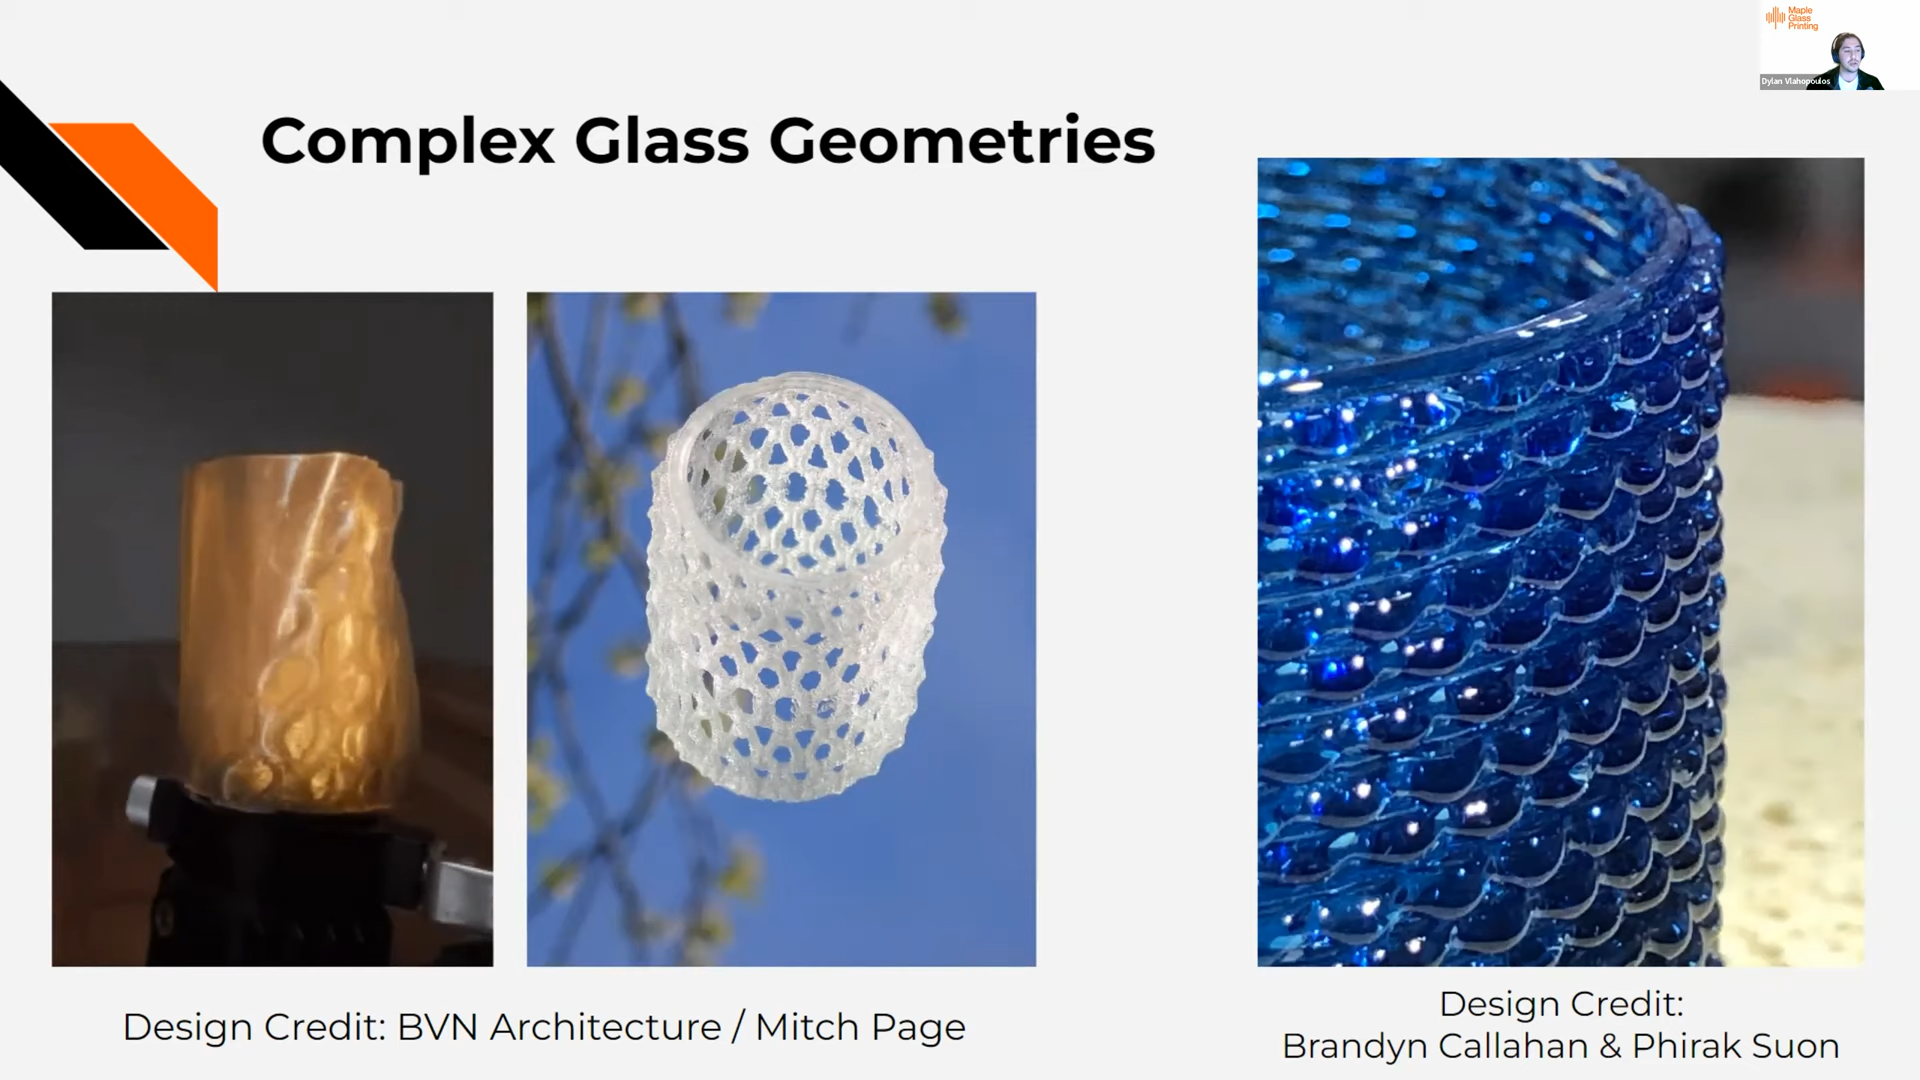 Maple
Glass
Printing
Dylan Vlahopoulos
Complex Glass Geometries
Design Credit: BVN Architecture / Mitch Page
Design Credit:
Brandyn Callahan & Phirak Suon